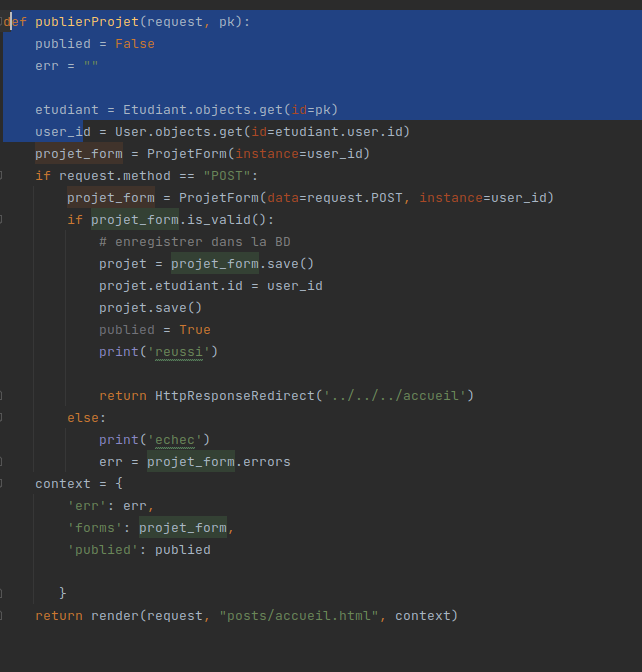 def publierProjet(request, pk):
publied = False
err = ""
etudiant = Etudiant.objects.get(id=pk)
user_id = User.objects.get(id=etudiant.user.id)
projet_form = ProjetForm(instance=user_id)
if request.method == "POST":
projet_form = ProjetForm(data=request.POST, instance=user_id)
if projet_form.is_valid():
# enregistrer dans la BD
projet = projet_form.save()
projet.etudiant.id = user_id
projet.save()
publied = True
print('reussi')
return HttpResponseRedirect('../../../accueil')
else:
print('echec')
err = projet_form.errors
context = {
'err': err,
'forms': projet_form,
'publied': publied
}
return render(request, "posts/accueil.html", context)